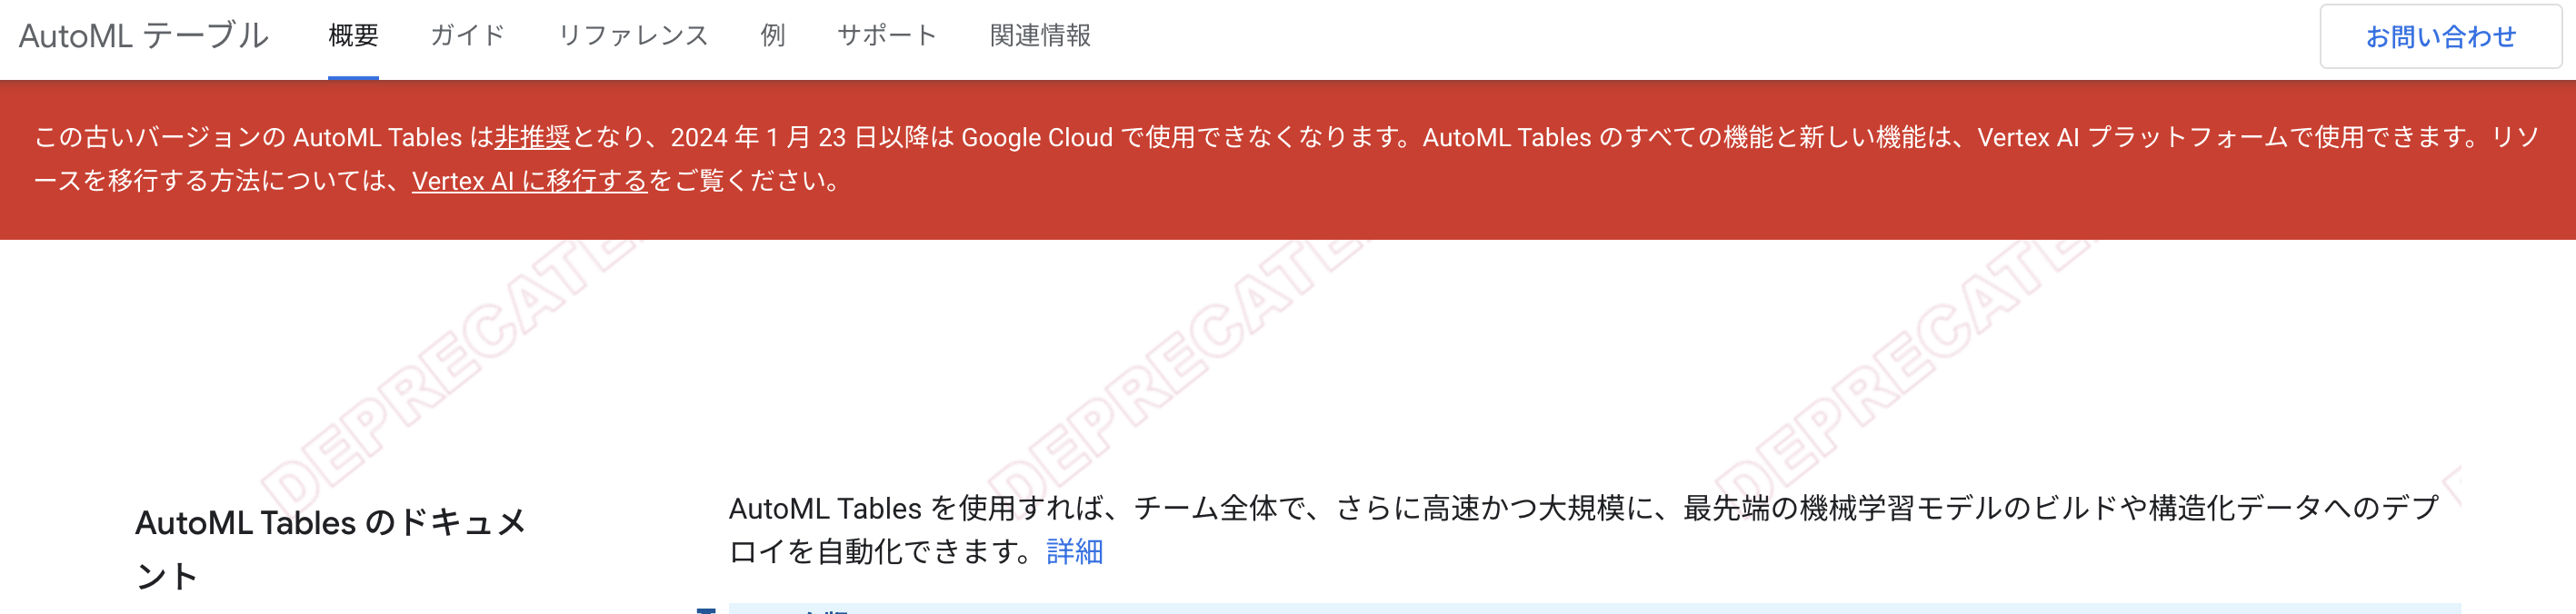 AutoML テーブル 概要 ガイド リファレンス 例 サポート 関連情報 お問い合わせ
この古いバージョンの AutoML Tables は非推奨となり、2024 年 1 月 23 日以降は Google Cloud で使用できなくなります。AutoML Tables のすべての機能と新しい機能は、Vertex AI プラットフォームで使用できます。リソ
ースを移行する方法については、Vertex AI に移行するをご覧ください。
DEPRECATE DEPRECATE DEPRECATE
AutoML Tables のドキュメ
ント
AutoML Tables を使用すれば、チーム全体で、さらに高速かつ大規模に、最先端の機械学習モデルのビルドや構造化データへのデプ
ロイを自動化できます。詳細